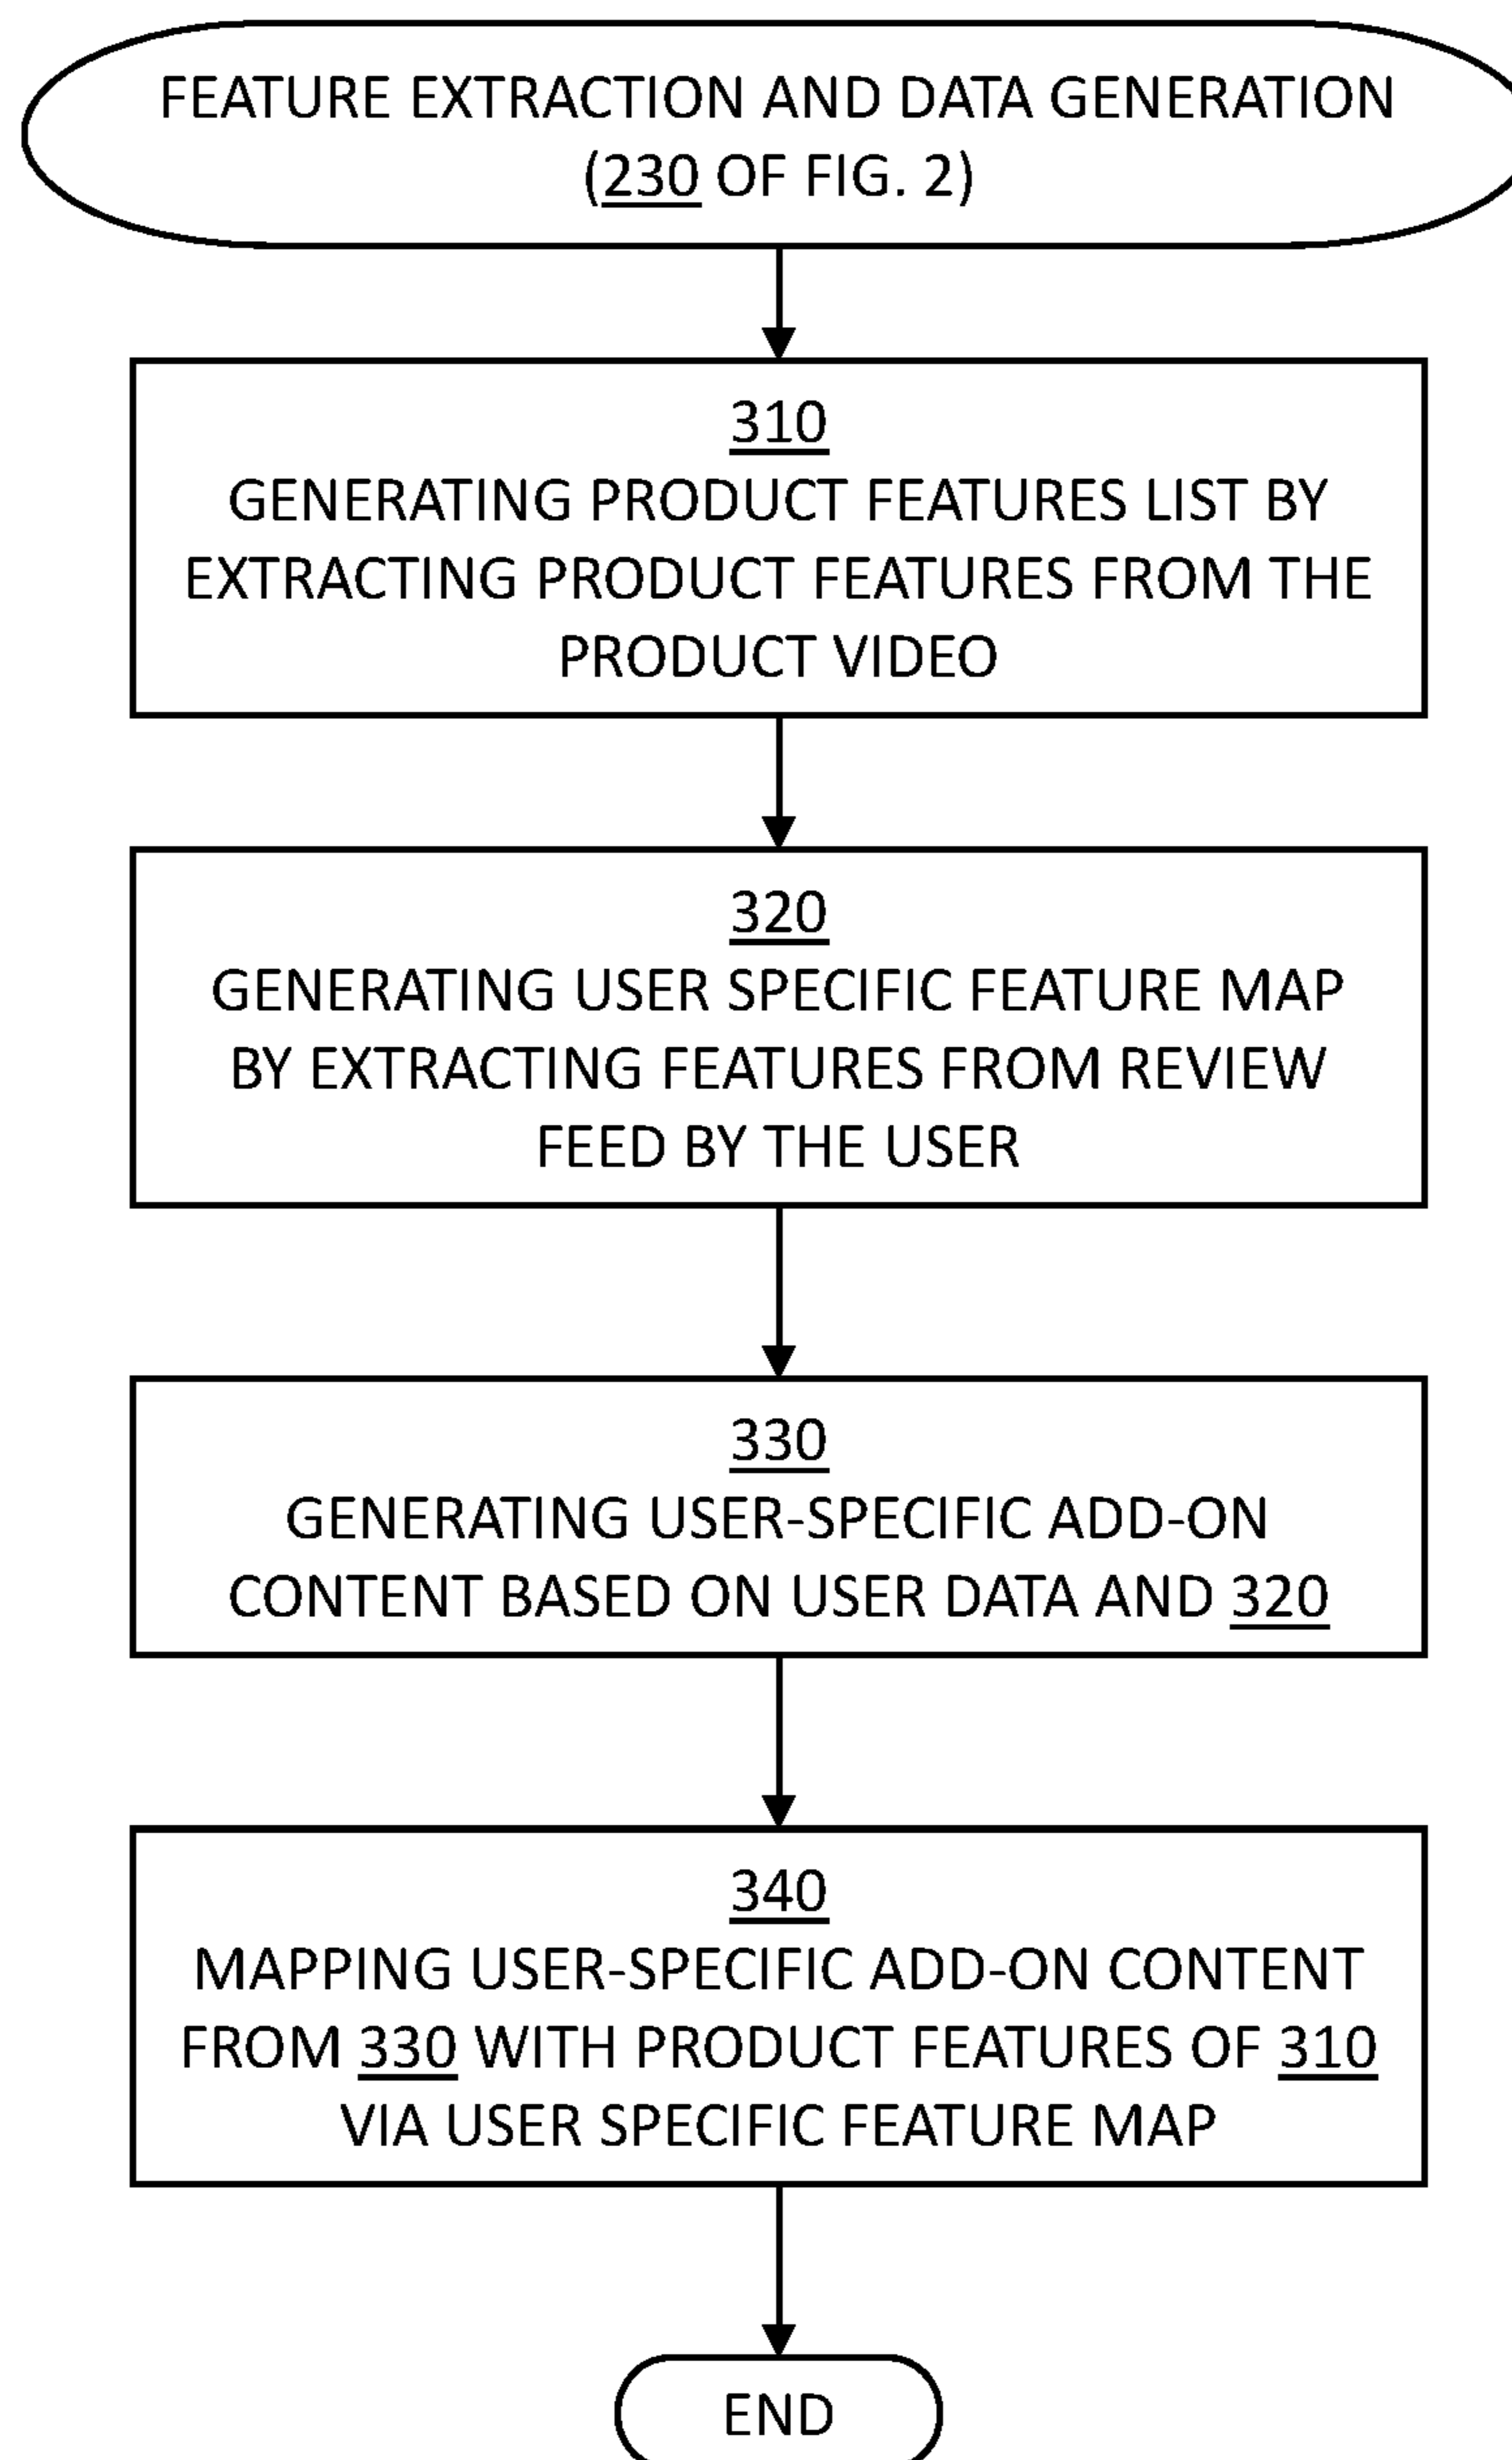 FEATURE EXTRACTION AND DATA GENERATION
(230 OF FIG. 2)
310
GENERATING PRODUCT FEATURES LIST BY
EXTRACTING PRODUCT FEATURES FROM THE
PRODUCT VIDEO
320
GENERATING USER SPECIFIC FEATURE MAP
BY EXTRACTING FEATURES FROM REVIEW
FEED BY THE USER
330
GENERATING USER-SPECIFIC ADD-ON
CONTENT BASED ON USER DATA AND 320
340
MAPPING USER-SPECIFIC ADD-ON CONTENT
FROM 330 WITH PRODUCT FEATURES OF 310
VIA USER SPECIFIC FEATURE MAP
END